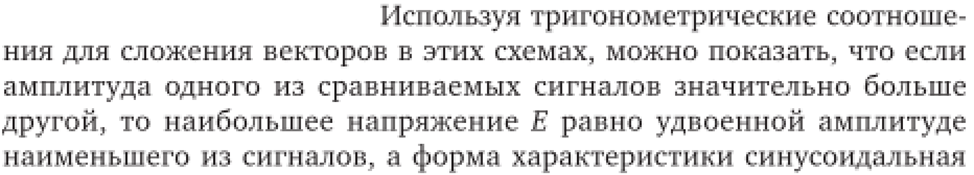 Используя тригонометрические соотноше-
ния для сложения векторов в этих схемах, можно показать, что если
амплитуда одного из сравниваемых сигналов значительно больше
другой, то наибольшее напряжение E равно удвоенной амплитуде
наименьшего из сигналов, а форма характеристики синусоидальная